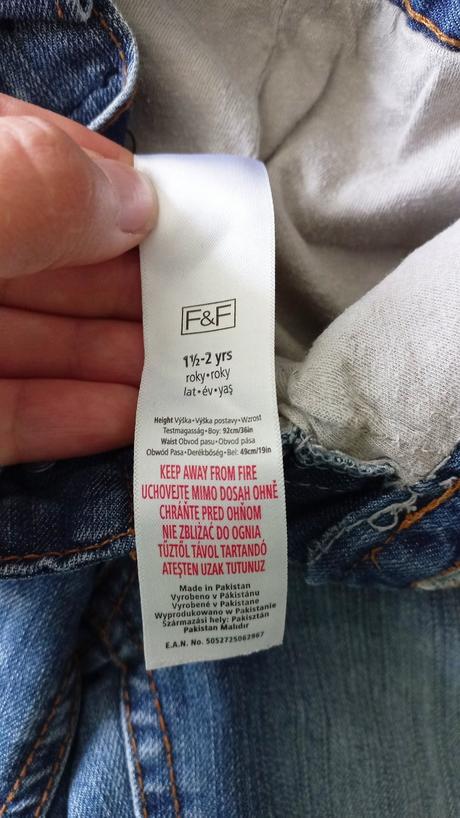 F&F
1½-2 yrs
roky•roky
lat•év•yaş
Height Výška•Výška postavy•Wzrost
Testmagasság•Boy: 92cm/36in
Waist Obvod pasu•Obvod pása
Obwód Pasa•Derékbőség•Bel: 49cm/19in
KEEP AWAY FROM FIRE
UCHOVEJTE MIMO DOSAH OHNĚ
CHRÁŇTE PRED OHŇOM
NIE ZBLIŻAĆ DO OGNIA
TŰZTŐL TÁVOL TARTANDÓ
ATEŞTEN UZAK TUTUNUZ
Made in Pakistan
Vyrobeno v Pákistánu
Vyrobené v Pakistane
Wyprodukowano w Pakistanie
Származási hely: Pakisztán
Pakistan Malıdır
E.A.N. No. 5052725062867